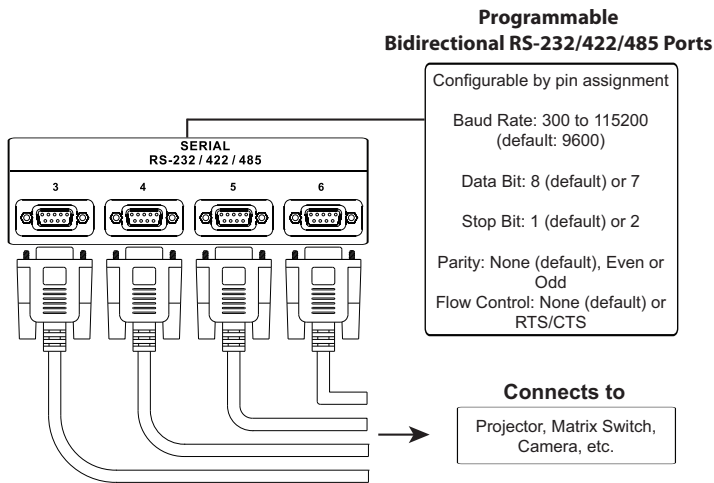 Programmable
Bidirectional RS-232/422/485 Ports
Configurable by pin assignment
Baud Rate: 300 to 115200
(default: 9600)
Data Bit: 8 (default) or 7
Stop Bit: 1 (default) or 2
Parity: None (default), Even or
Odd
Flow Control: None (default) or
RTS/CTS
SERIAL
RS-232 / 422 / 485
3 4 5 6
Connects to
Projector, Matrix Switch,
Camera, etc.